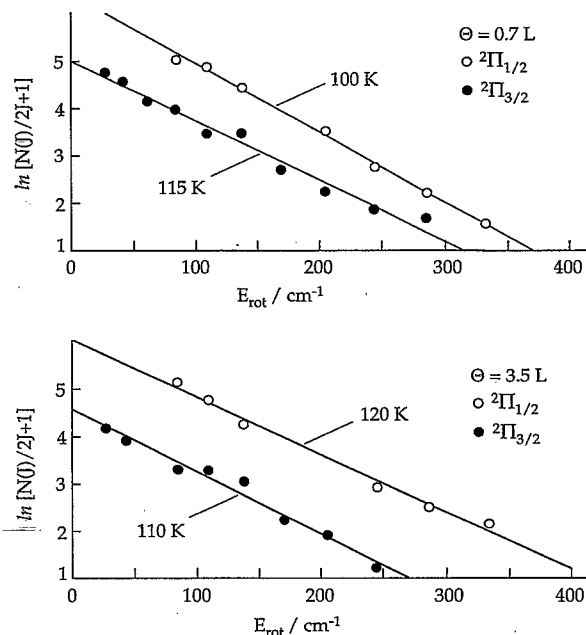 Θ = 0.7 L
○ ²Π₁/₂
● ²Π₃/₂
100 K
115 K
ln [N(J)/2J+1)
5
4
3
2
1
0 100 200 300 400
E_rot / cm⁻¹
Θ = 3.5 L
○ ²Π₁/₂
● ²Π₃/₂
120 K
110 K
ln [N(J)/2J+1)
5
4
3
2
1
0 100 200 300 400
E_rot / cm⁻¹